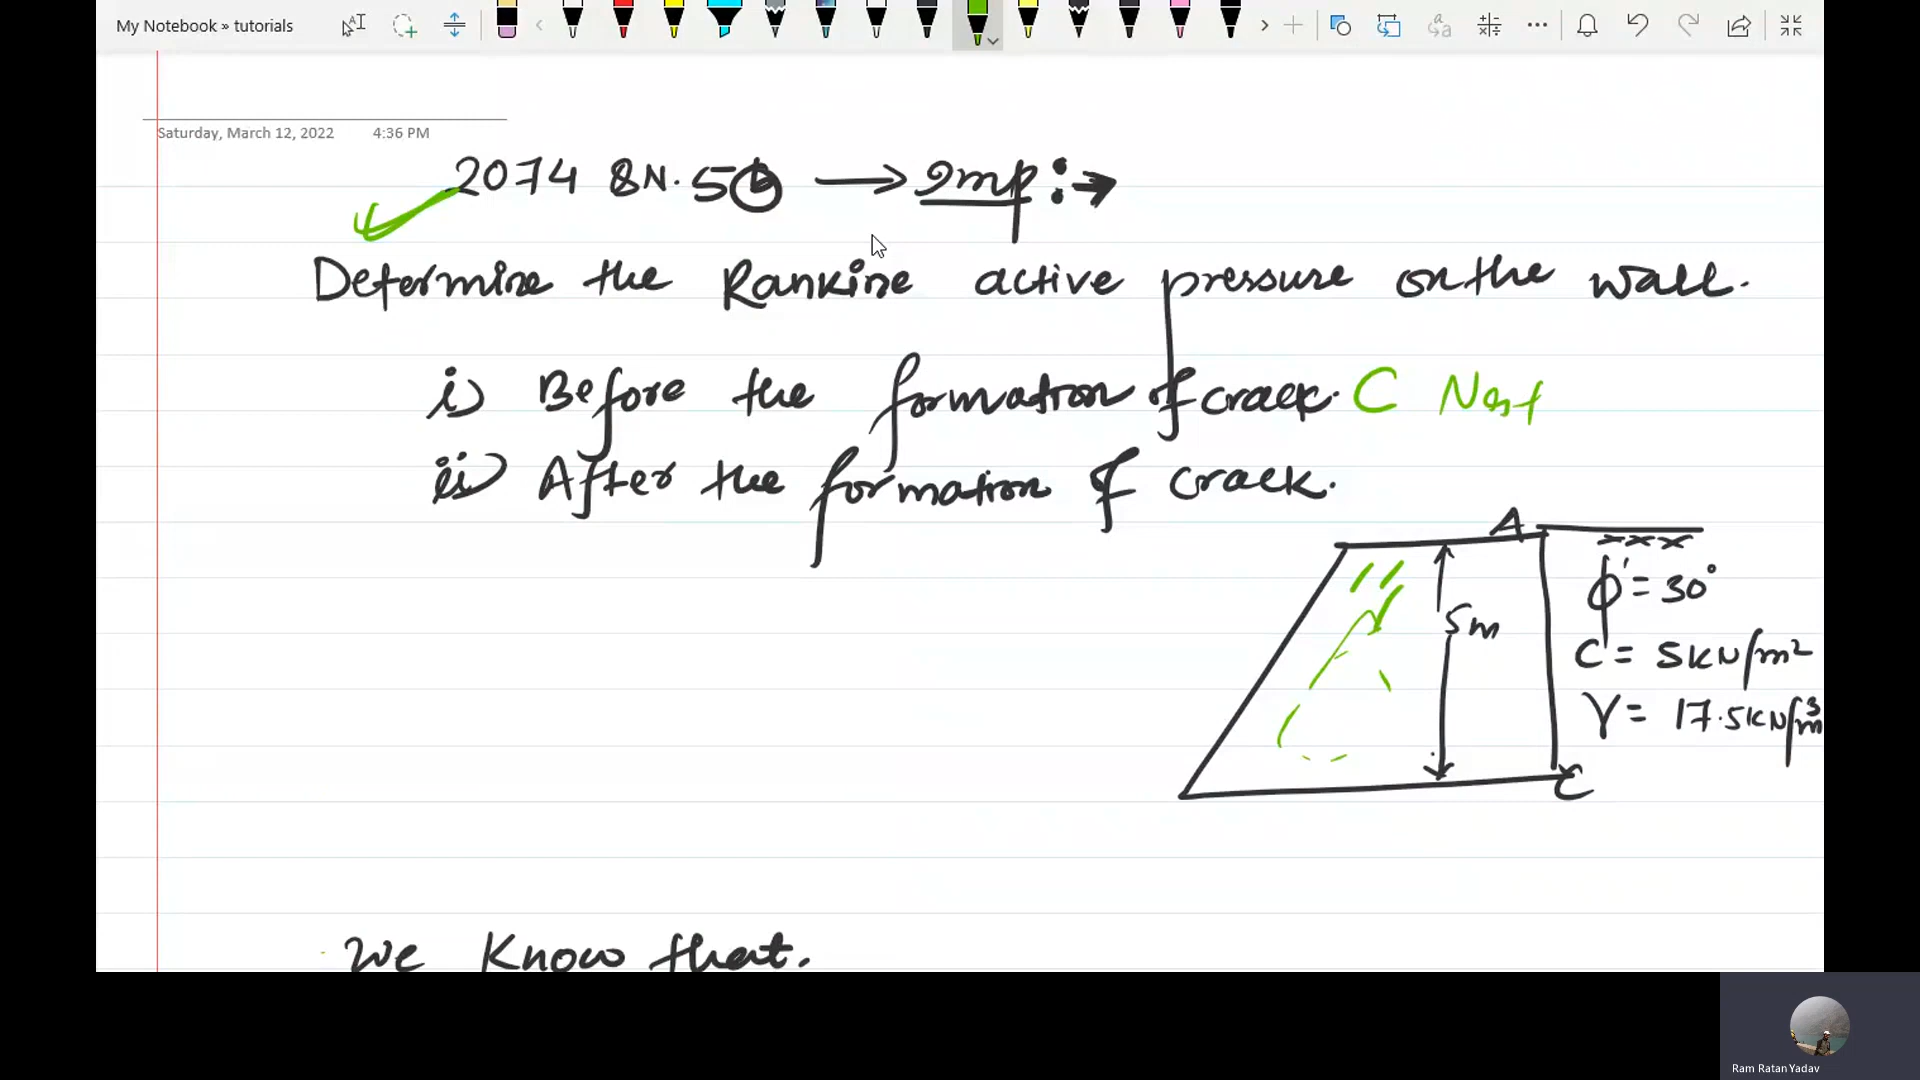 My Notebook » tutorials
Saturday, March 12, 2022 4:36 PM
2074 QN. 5 b → Imp :→
Determine the Rankine active pressure on the wall.
i) Before the formation of crack. C
ii) After the formation of crack.
A
ϕ' = 30°
5m
C' = 5KN/m²
γ = 17.5KN/m³
C
We Know that.
Ram Ratan Yadav